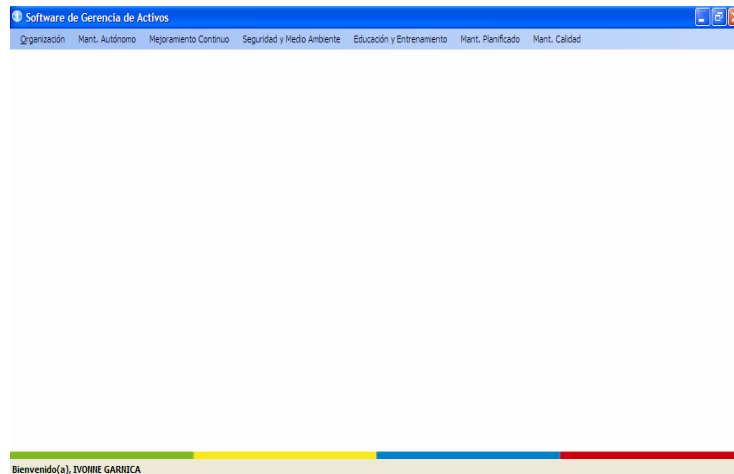 Software de Gerencia de Activos
Organización Mant. Autónomo Mejoramiento Continuo Seguridad y Medio Ambiente Educación y Entrenamiento Mant. Planificado Mant. Calidad
Bienvenido(a), IVONNE GARNICA